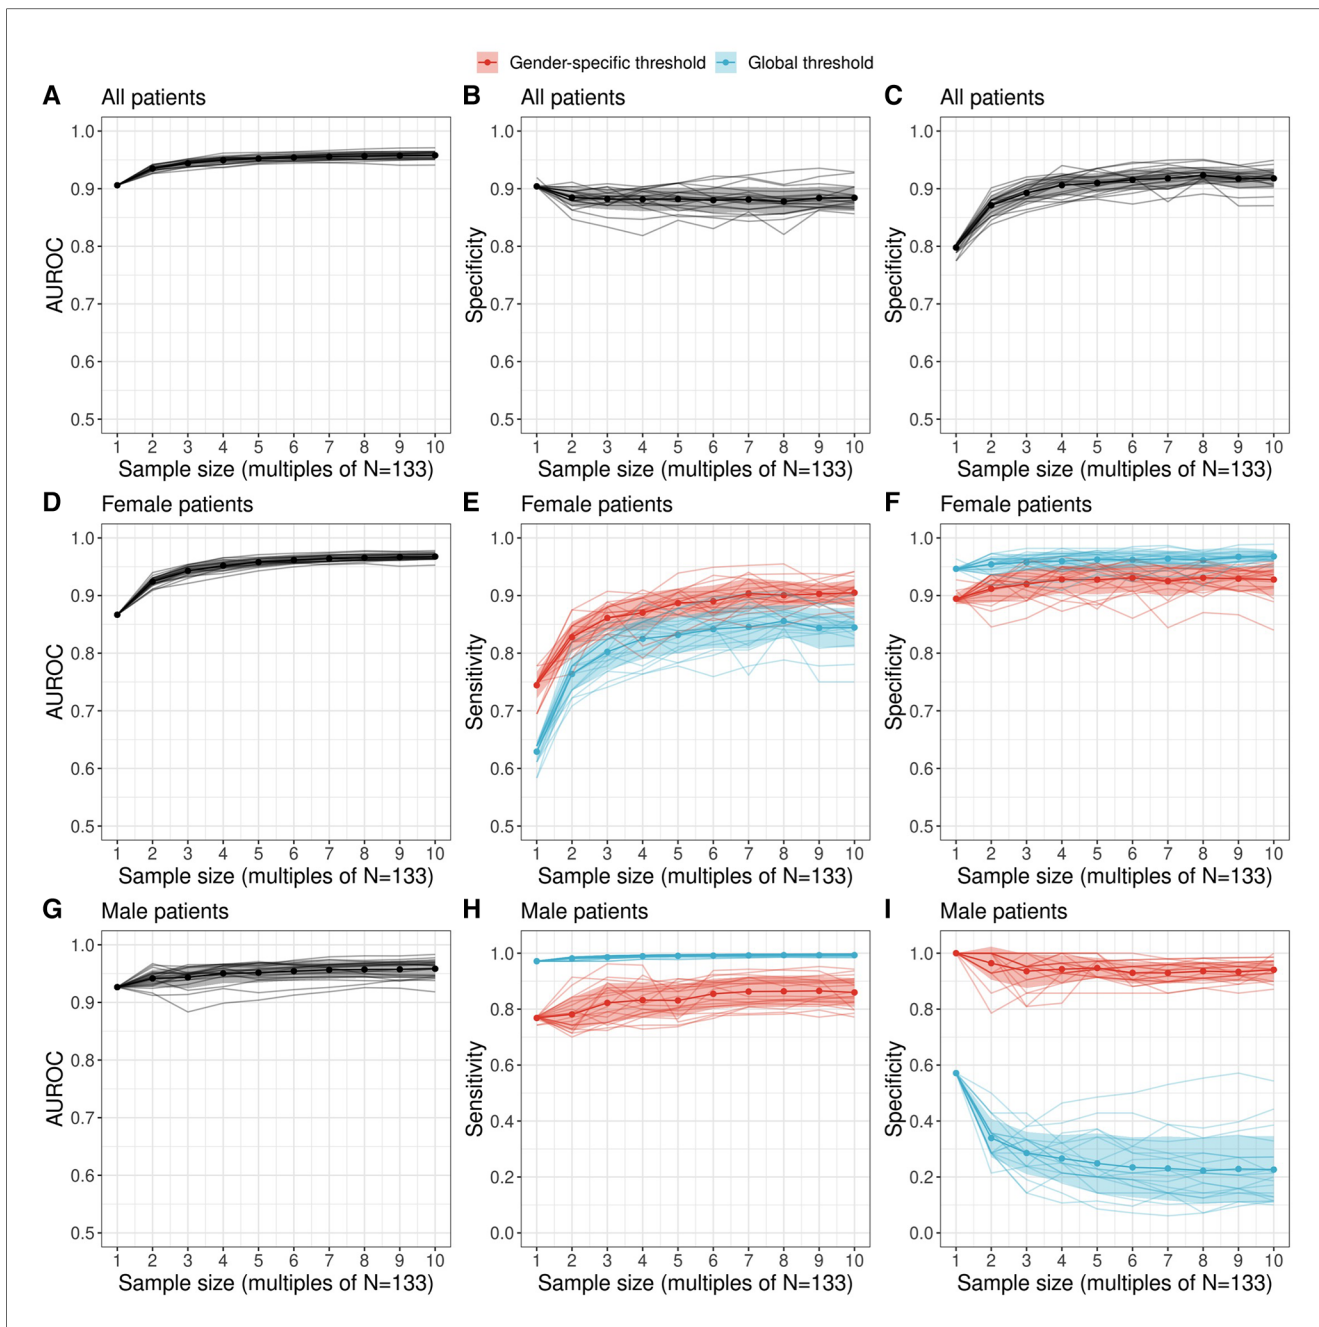 Gender-specific threshold Global threshold
A All patients
B All patients
C All patients
1.0
0.9
0.8
0.7
0.6
0.5
AUROC
1 2 3 4 5 6 7 8 9 10
Sample size (multiples of N=133)
1.0
0.9
0.8
0.7
0.6
0.5
Specificity
1 2 3 4 5 6 7 8 9 10
Sample size (multiples of N=133)
1.0
0.9
0.8
0.7
0.6
0.5
Specificity
1 2 3 4 5 6 7 8 9 10
Sample size (multiples of N=133)
D Female patients
E Female patients
F Female patients
1.0
0.9
0.8
0.7
0.6
0.5
AUROC
1 2 3 4 5 6 7 8 9 10
Sample size (multiples of N=133)
1.0
0.9
0.8
0.7
0.6
0.5
Sensitivity
1 2 3 4 5 6 7 8 9 10
Sample size (multiples of N=133)
1.0
0.9
0.8
0.7
0.6
0.5
Specificity
1 2 3 4 5 6 7 8 9 10
Sample size (multiples of N=133)
G Male patients
H Male patients
I Male patients
1.0
0.9
0.8
0.7
0.6
0.5
AUROC
1 2 3 4 5 6 7 8 9 10
Sample size (multiples of N=133)
1.0
0.8
0.6
0.4
0.2
0.0
Sensitivity
1 2 3 4 5 6 7 8 9 10
Sample size (multiples of N=133)
1.0
0.8
0.6
0.4
0.2
0.0
Specificity
1 2 3 4 5 6 7 8 9 10
Sample size (multiples of N=133)